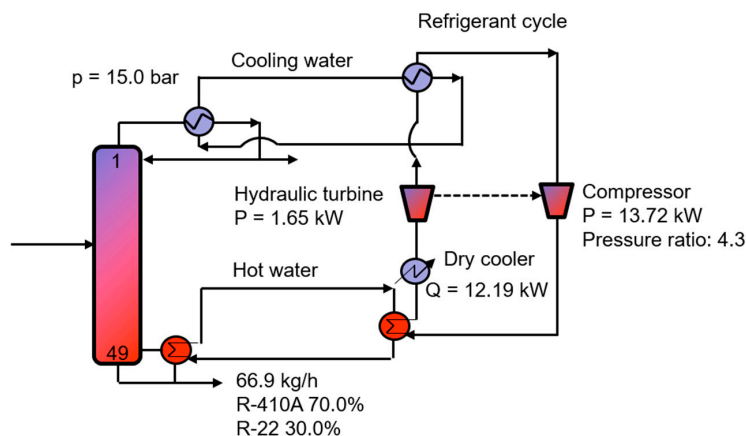 Refrigerant cycle
Cooling water
p = 15.0 bar
1
Hydraulic turbine
P = 1.65 kW
Compressor
P = 13.72 kW
Pressure ratio: 4.3
Dry cooler
Q = 12.19 kW
Hot water
49
66.9 kg/h
R-410A 70.0%
R-22 30.0%